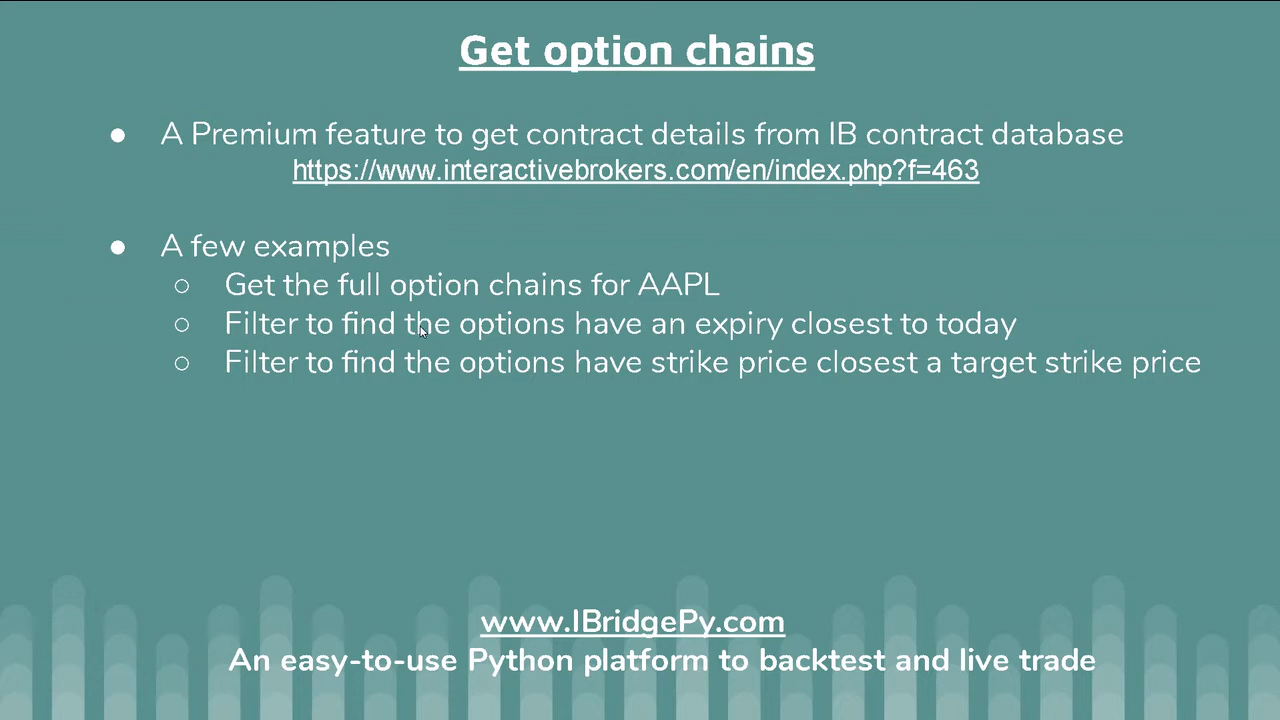 Get option chains
● A Premium feature to get contract details from IB contract database
https://www.interactivebrokers.com/en/index.php?f=463
● A few examples
○ Get the full option chains for AAPL
○ Filter to find the options have an expiry closest to today
○ Filter to find the options have strike price closest a target strike price
www.IBridgePy.com
An easy-to-use Python platform to backtest and live trade